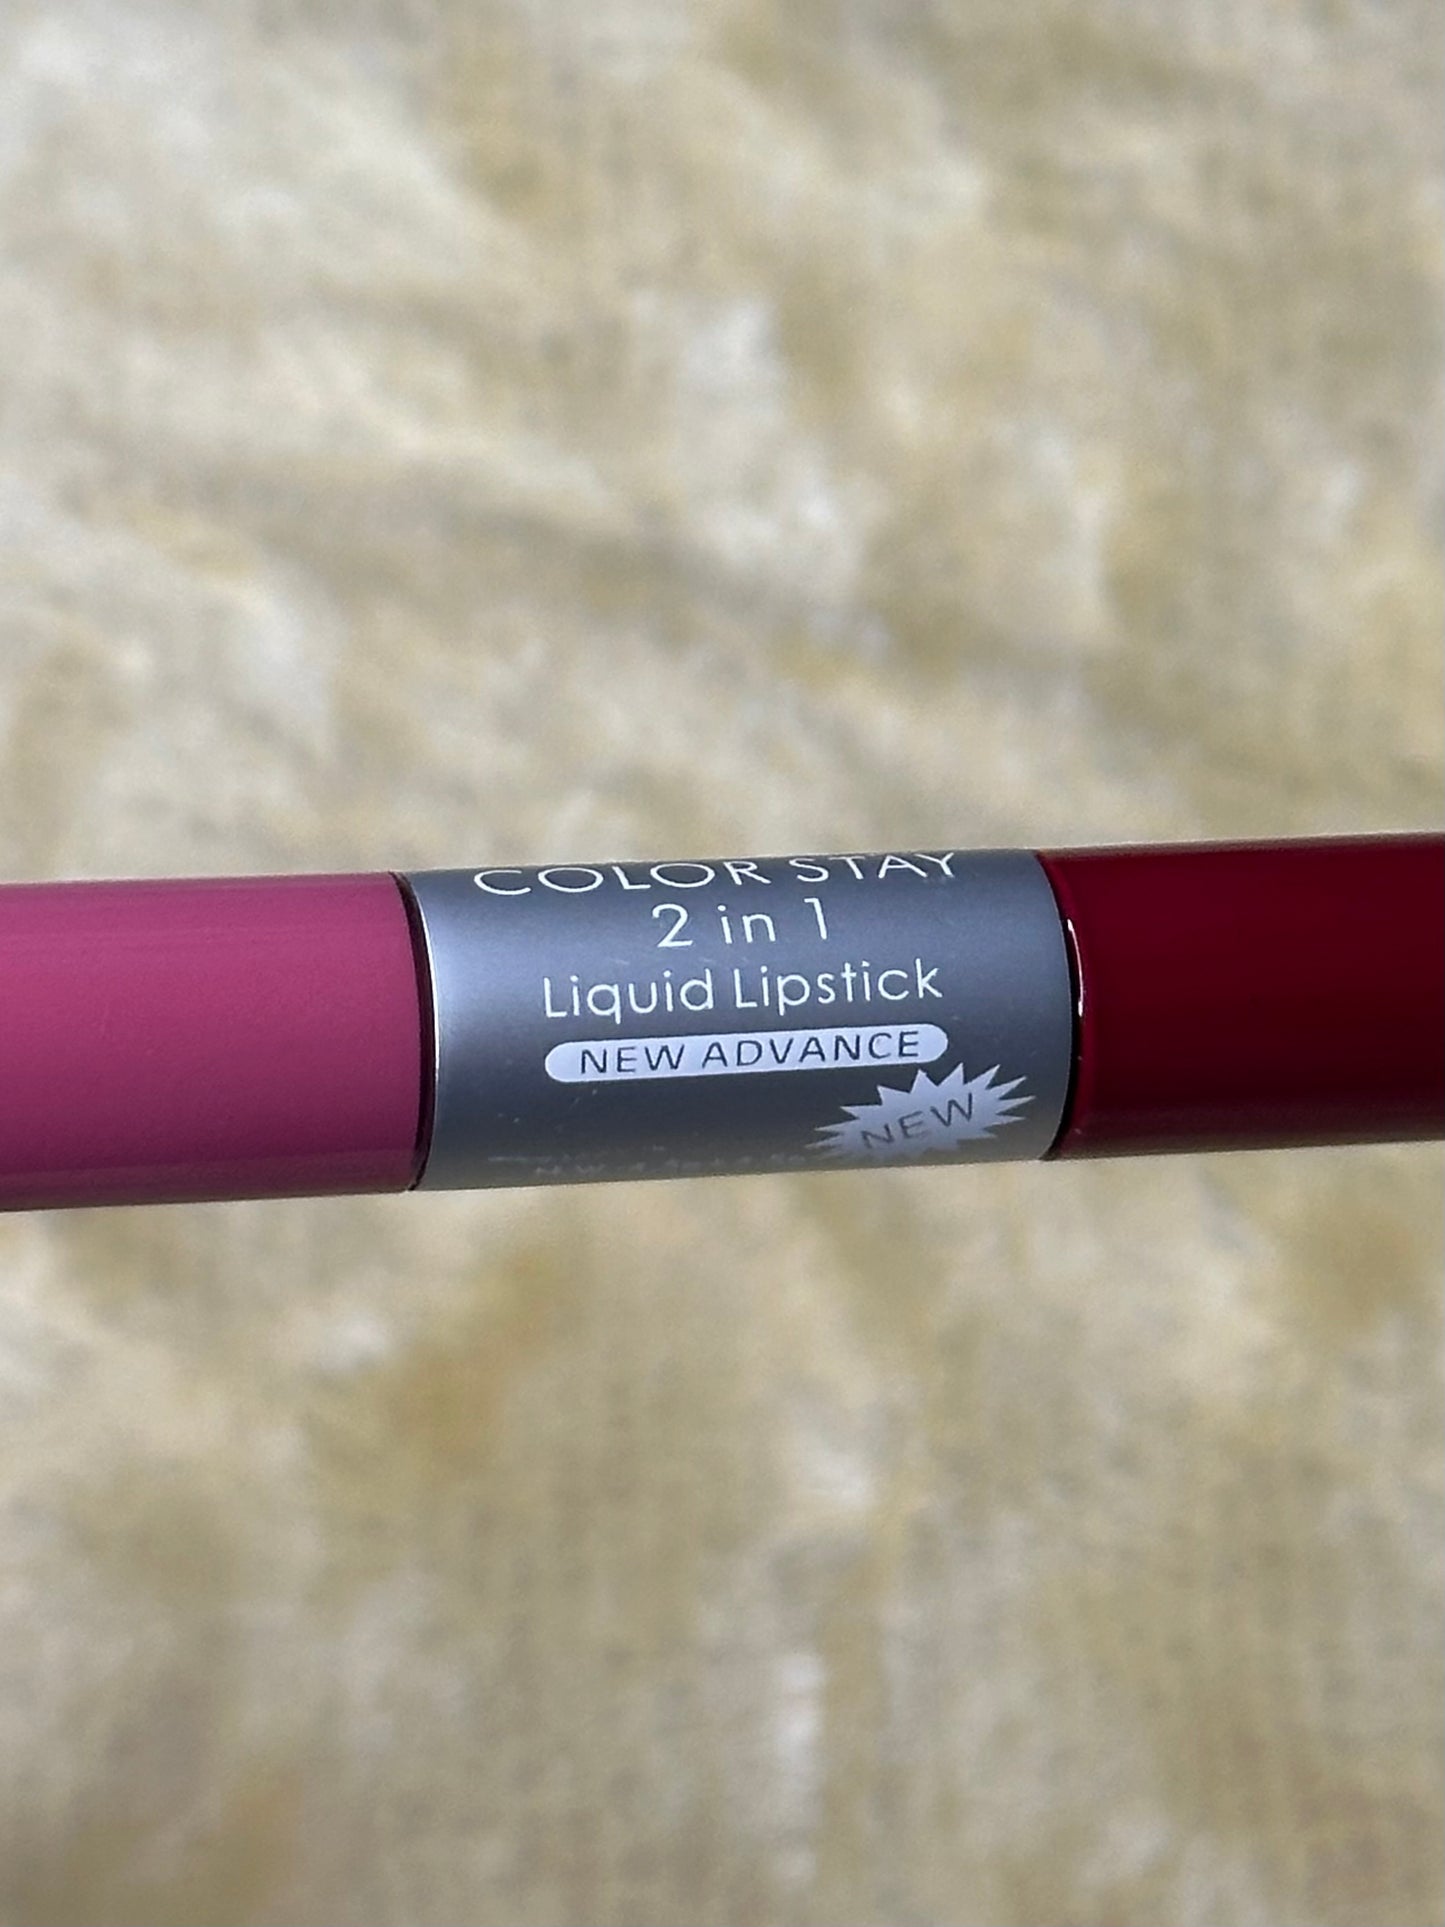 COLOR STAY
2 in 1
Liquid Lipstick
NEW ADVANCE
NEW